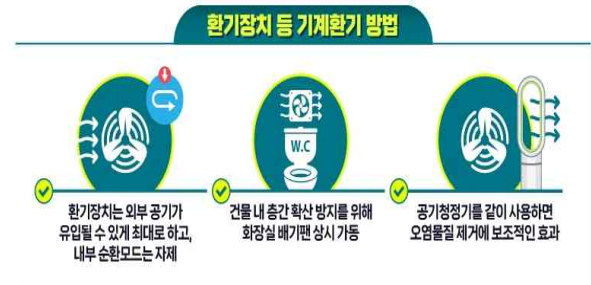 환기장치 등 기계환기 방법
W.C
환기장치는 외부 공기가
유입될 수 있게 최대로 하고,
내부 순환모드는 자제
건물 내 층간 확산 방지를 위해
화장실 배기팬 상시 가동
공기청정기를 같이 사용하면
오염물질 제거에 보조적인 효과